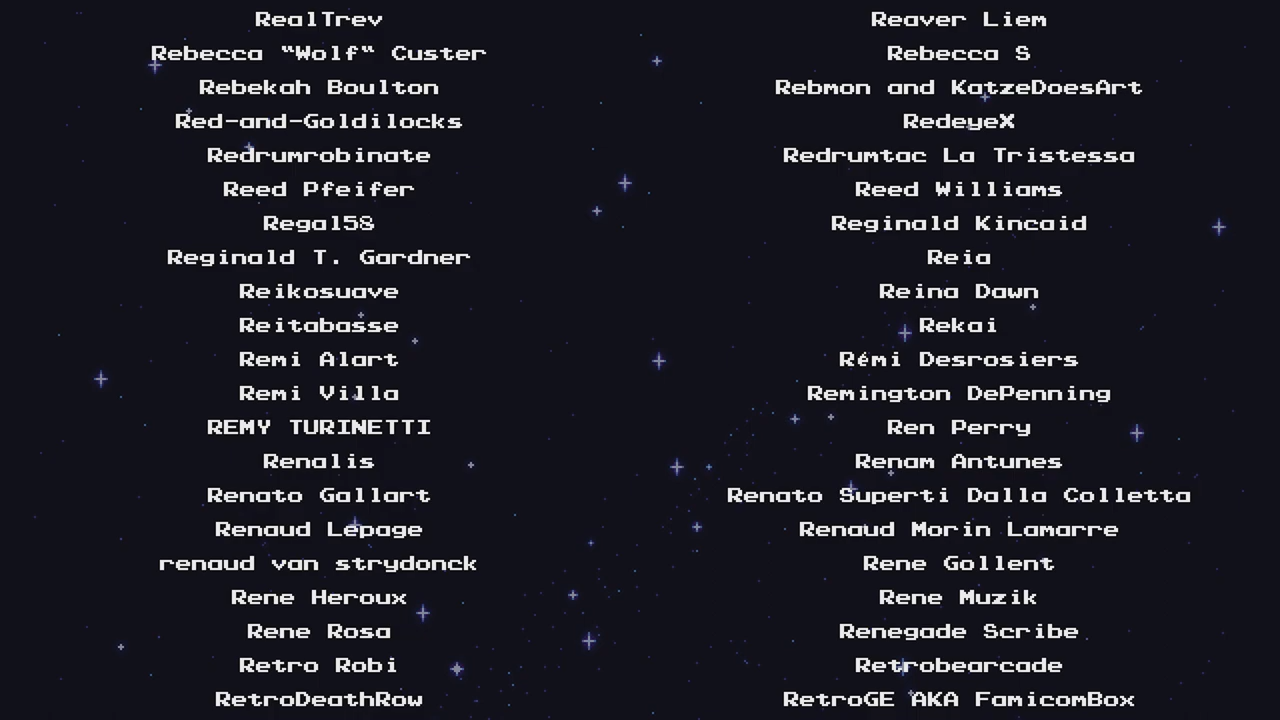 RealTrev
Reaver Liem
Rebecca "Wolf" Custer
Rebecca S
Rebekah Boulton
Rebmon and KatzeDoesArt
Red-and-Goldilocks
RedeyeX
Redrumrobinate
Redrumtac La Tristessa
Reed Pfeifer
Reed Williams
Regal58
Reginald Kincaid
Reginald T. Gardner
Reia
Reikosuave
Reina Dawn
Reitabasse
Rekai
Remi Alart
Rémi Desrosiers
Remi Villa
Remington DePenning
REMY TURINETTI
Ren Perry
Renalis
Renam Antunes
Renato Gallart
Renato Superti Dalla Colletta
Renaud Lepage
Renaud Morin Lamarre
renaud van strydonck
Rene Gollent
Rene Heroux
Rene Muzik
Rene Rosa
Renegade Scribe
Retro Robi
Retrobearcade
RetroDeathRow
RetroGE AKA FamicomBox